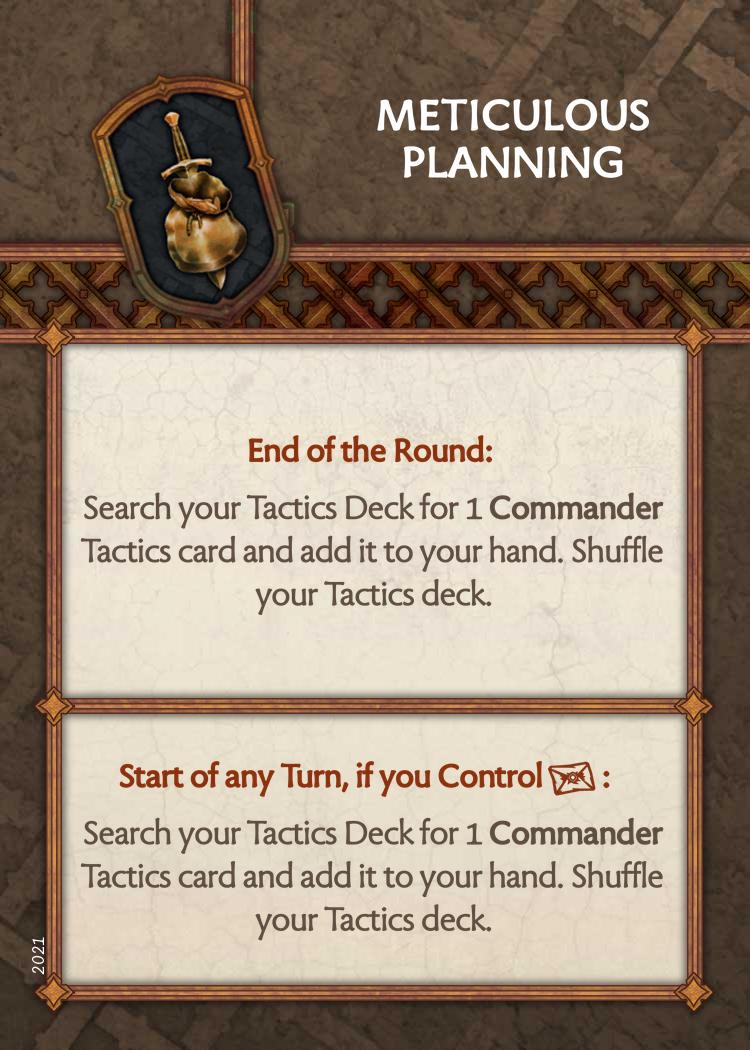 METICULOUS
PLANNING
End of the Round:
Search your Tactics Deck for 1 Commander
Tactics card and add it to your hand. Shuffle
your Tactics deck.
Start of any Turn, if you Control :
Search your Tactics Deck for 1 Commander
Tactics card and add it to your hand. Shuffle
your Tactics deck.
2021